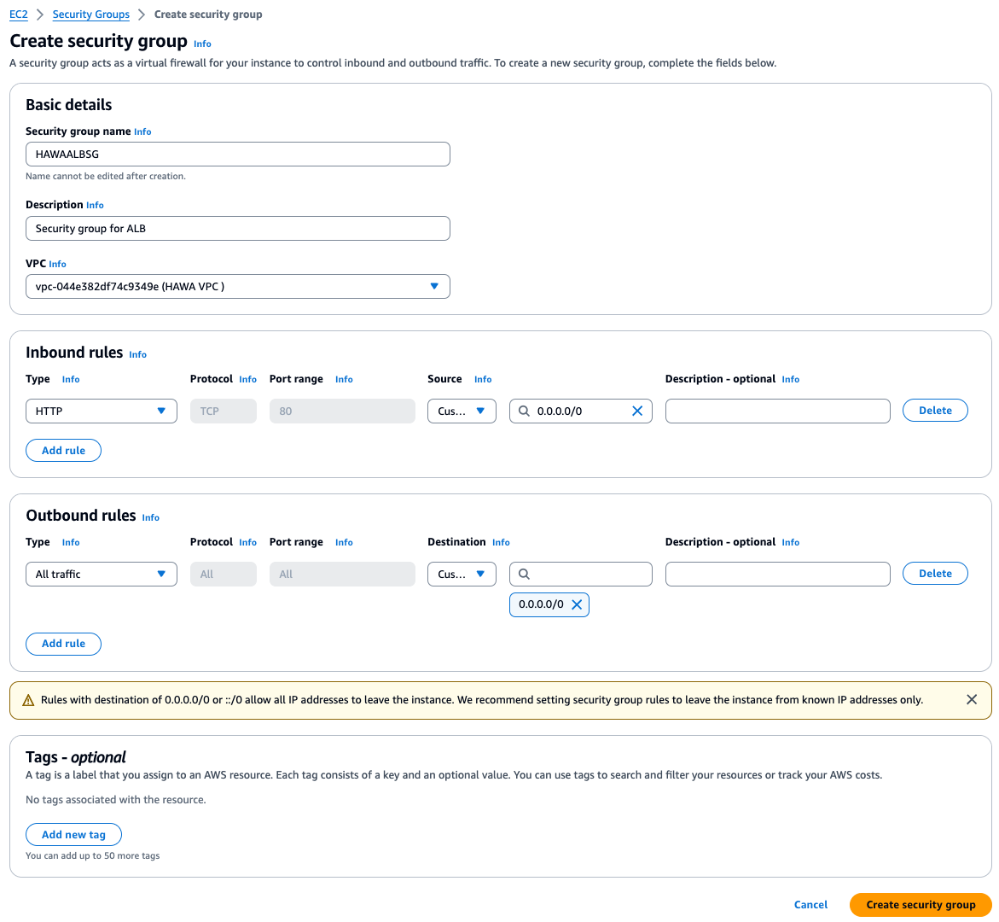 EC2 > Security Groups > Create security group
Create security group Info
A security group acts as a virtual firewall for your instance to control inbound and outbound traffic. To create a new security group, complete the fields below.
Basic details
Security group name Info
HAWAALBSG
Name cannot be edited after creation.
Description Info
Security group for ALB
VPC Info
vpc-044e382df74c9349e (HAWA VPC )
Inbound rules Info
Type Info Protocol Info Port range Info Source Info Description - optional Info
HTTP TCP 80 Cus... 0.0.0.0/0 Delete
Add rule
Outbound rules Info
Type Info Protocol Info Port range Info Destination Info Description - optional Info
All traffic All All Cus... Delete
0.0.0.0/0
Add rule
Rules with destination of 0.0.0.0/0 or ::/0 allow all IP addresses to leave the instance. We recommend setting security group rules to leave the instance from known IP addresses only.
Tags - optional
A tag is a label that you assign to an AWS resource. Each tag consists of a key and an optional value. You can use tags to search and filter your resources or track your AWS costs.
No tags associated with the resource.
Add new tag
You can add up to 50 more tags
Cancel Create security group